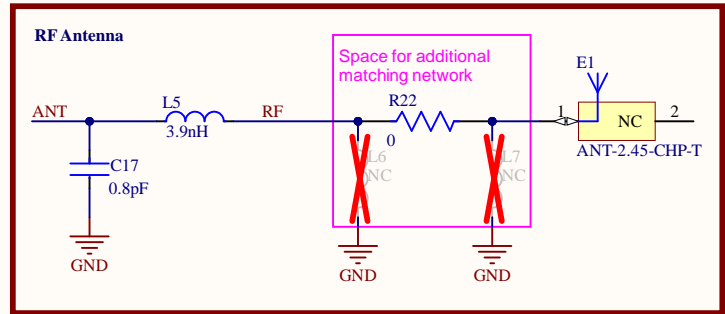 RF Antenna
Space for additional
matching network
E1
ANT
L5
3.9nH
RF
R22
0
1
NC
2
ANT-2.45-CHP-T
C17
0.8pF
L6
NC
L7
NC
GND
GND
GND